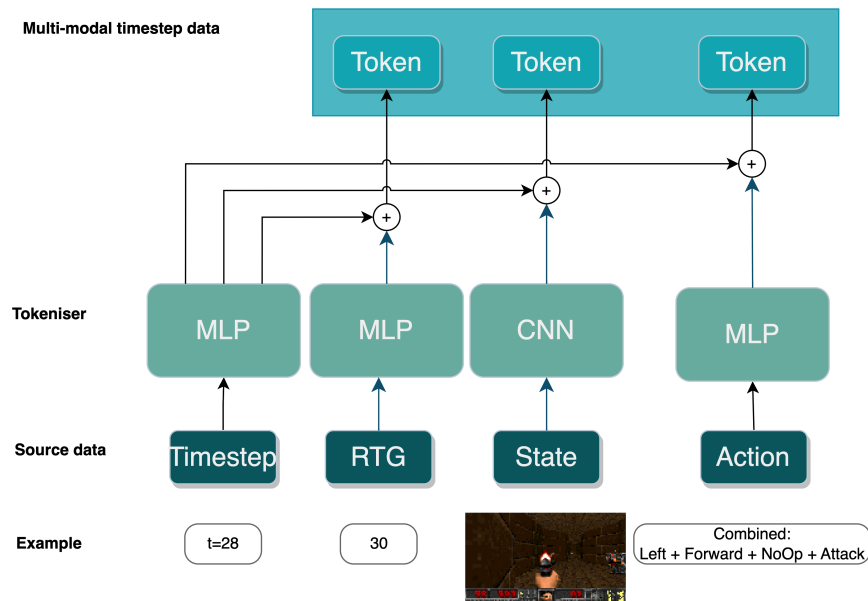 Multi-modal timestep data
Token Token Token
+
+
+
Tokeniser
MLP MLP CNN MLP
Source data
Timestep RTG State Action
Example
t=28
30
Combined:
Left + Forward + NoOp + Attack